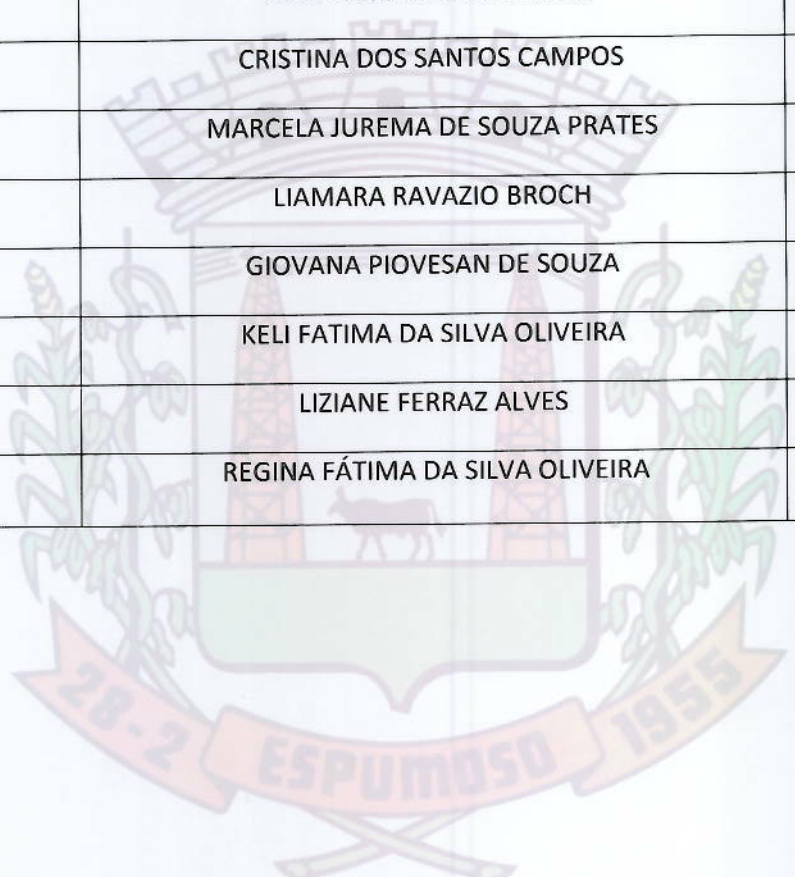 CRISTINA DOS SANTOS CAMPOS
MARCELA JUREMA DE SOUZA PRATES
LIAMARA RAVAZIO BROCH
GIOVANA PIOVESAN DE SOUZA
KELI FATIMA DA SILVA OLIVEIRA
LIZIANE FERRAZ ALVES
REGINA FÁTIMA DA SILVA OLIVEIRA
28-2 ESPUMOSO 1955